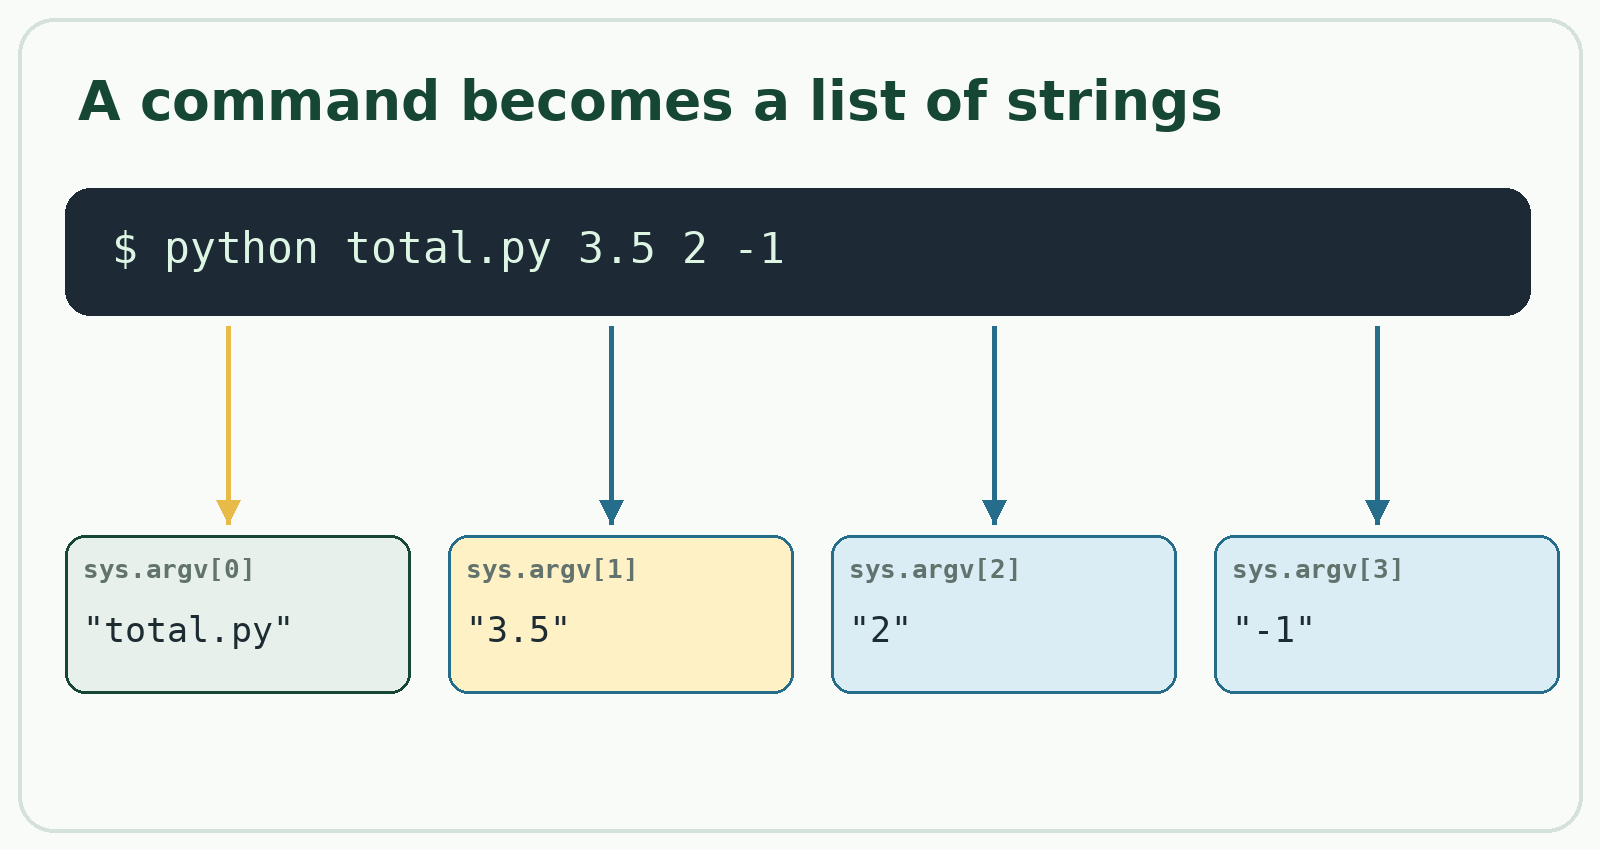 A command becomes a list of strings
$ python total.py 3.5 2 -1
sys.argv[0]
"total.py"
sys.argv[1]
"3.5"
sys.argv[2]
"2"
sys.argv[3]
"-1"